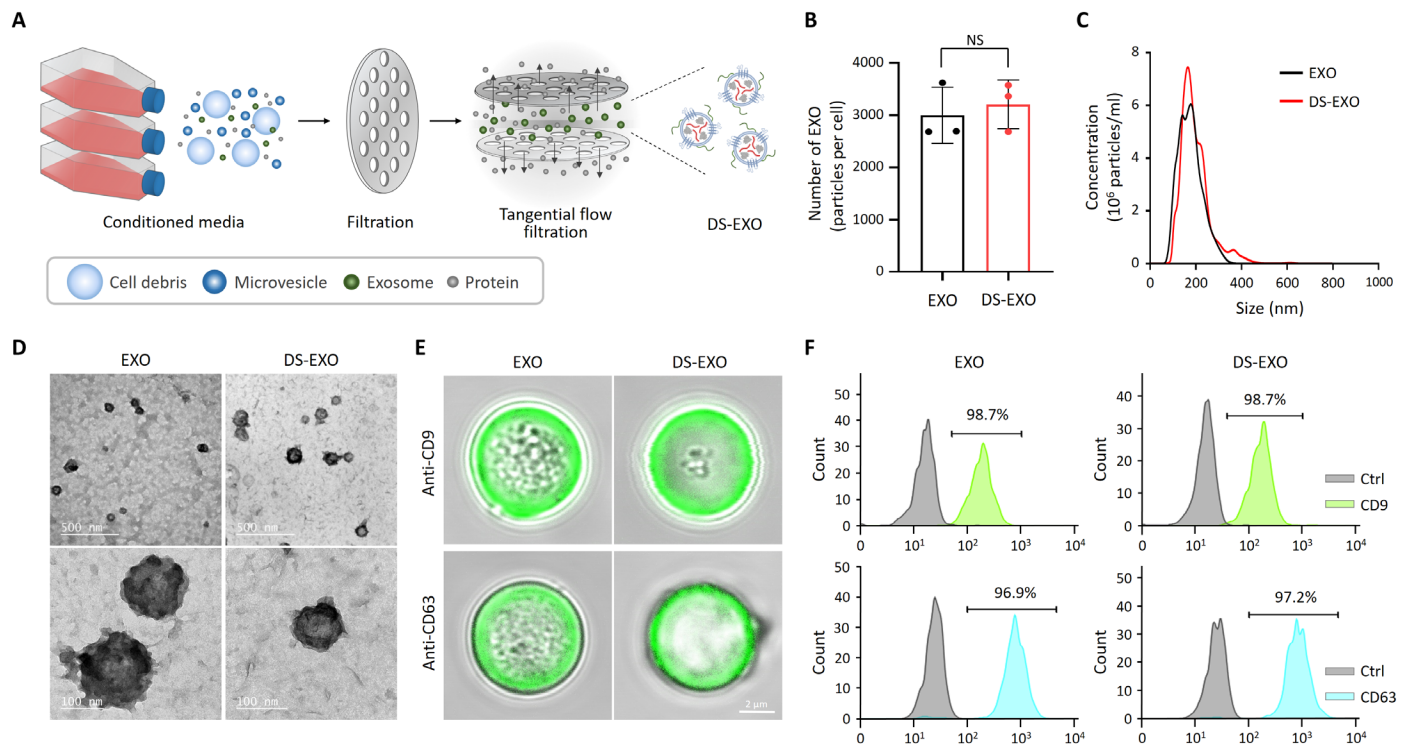 A
Conditioned media
Filtration
Tangential flow
filtration
DS-EXO
Cell debris
Microvesicle
Exosome
Protein
B
NS
Number of EXO
(particles per cell)
4000
3000
2000
1000
0
EXO
DS-EXO
C
Concentration
(10⁶ particles/ml)
8
6
4
2
0
EXO
DS-EXO
0
200
400
600
800
1000
Size (nm)
D
EXO
DS-EXO
500 nm
500 nm
100 nm
100 nm
E
EXO
DS-EXO
Anti-CD9
Anti-CD63
2 µm
F
EXO
DS-EXO
Count
50
40
30
20
10
0
98.7%
0
10¹
10²
10³
10⁴
Count
50
40
30
20
10
0
98.7%
0
10¹
10²
10³
10⁴
Ctrl
CD9
Count
50
40
30
20
10
0
96.9%
0
10¹
10²
10³
10⁴
Count
50
40
30
20
10
0
97.2%
0
10¹
10²
10³
10⁴
Ctrl
CD63